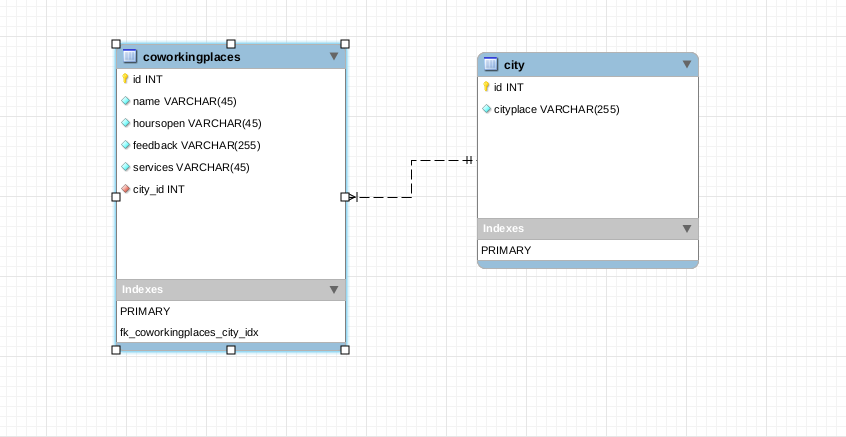 coworkingplaces
id INT
name VARCHAR(45)
hoursopen VARCHAR(45)
feedback VARCHAR(255)
services VARCHAR(45)
city_id INT
Indexes
PRIMARY
fk_coworkingplaces_city_idx
city
id INT
cityplace VARCHAR(255)
Indexes
PRIMARY